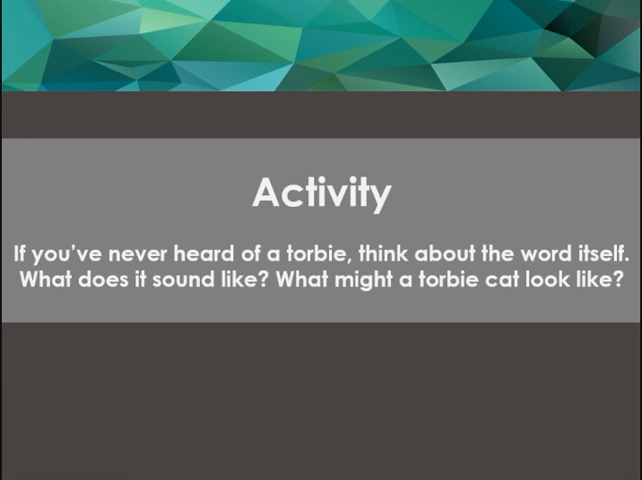 Activity
If you’ve never heard of a torbie, think about the word itself.
What does it sound like? What might a torbie cat look like?